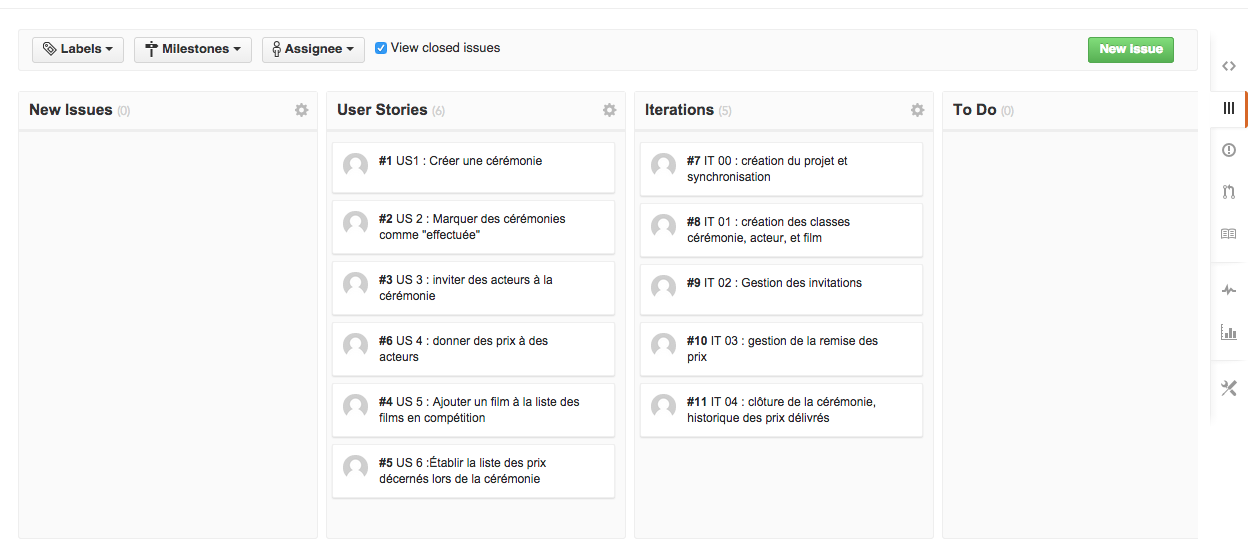 Labels Milestones Assignee View closed issues New Issue
New Issues (0)
User Stories (6)
#1 US1 : Créer une cérémonie
#2 US 2 : Marquer des cérémonies
comme "effectuée"
#3 US 3 : inviter des acteurs à la
cérémonie
#6 US 4 : donner des prix à des
acteurs
#4 US 5 : Ajouter un film à la liste des
films en compétition
#5 US 6 :Établir la liste des prix
décernés lors de la cérémonie
Iterations (5)
#7 IT 00 : création du projet et
synchronisation
#8 IT 01 : création des classes
cérémonie, acteur, et film
#9 IT 02 : Gestion des invitations
#10 IT 03 : gestion de la remise des
prix
#11 IT 04 : clôture de la cérémonie,
historique des prix délivrés
To Do (0)